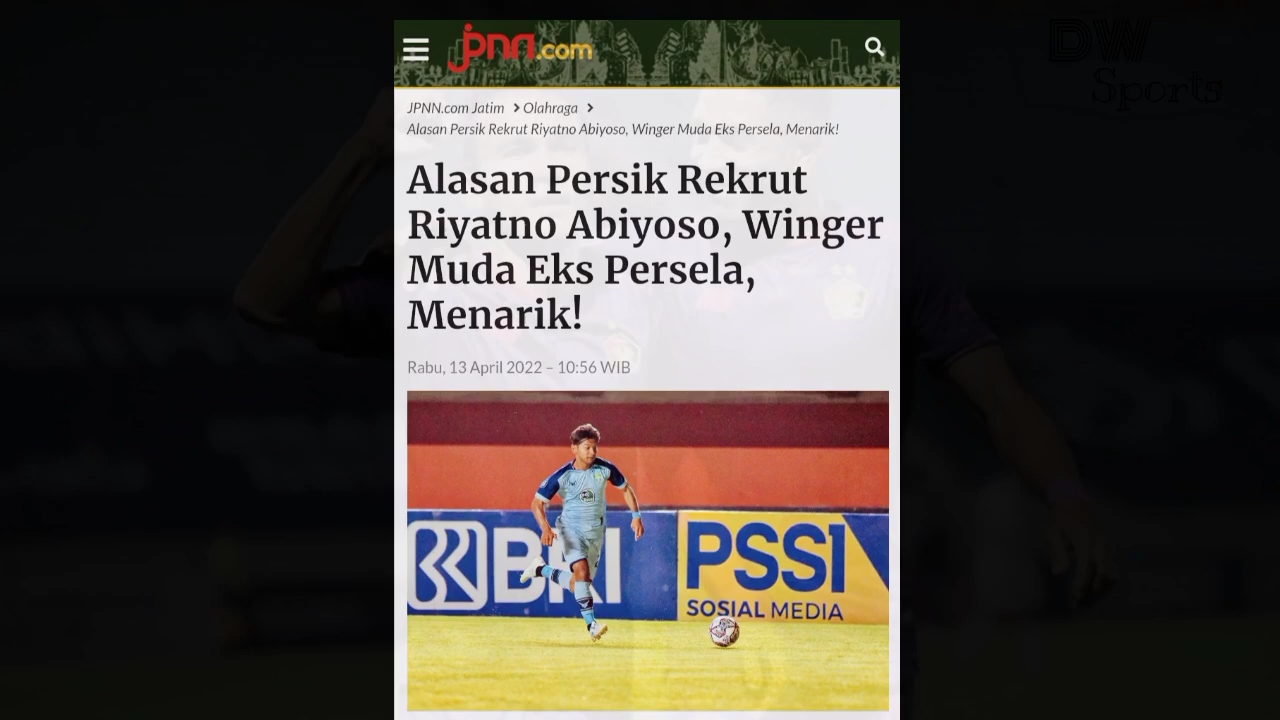 jpnn.com
DW
Sports
JPNN.com Jatim > Olahraga >
Alasan Persik Rekrut Riyatno Abiyoso, Winger Muda Eks Persela, Menarik!
Alasan Persik Rekrut
Riyatno Abiyoso, Winger
Muda Eks Persela,
Menarik!
Rabu, 13 April 2022 – 10:56 WIB
BRI
PSSI
SOSIAL MEDIA